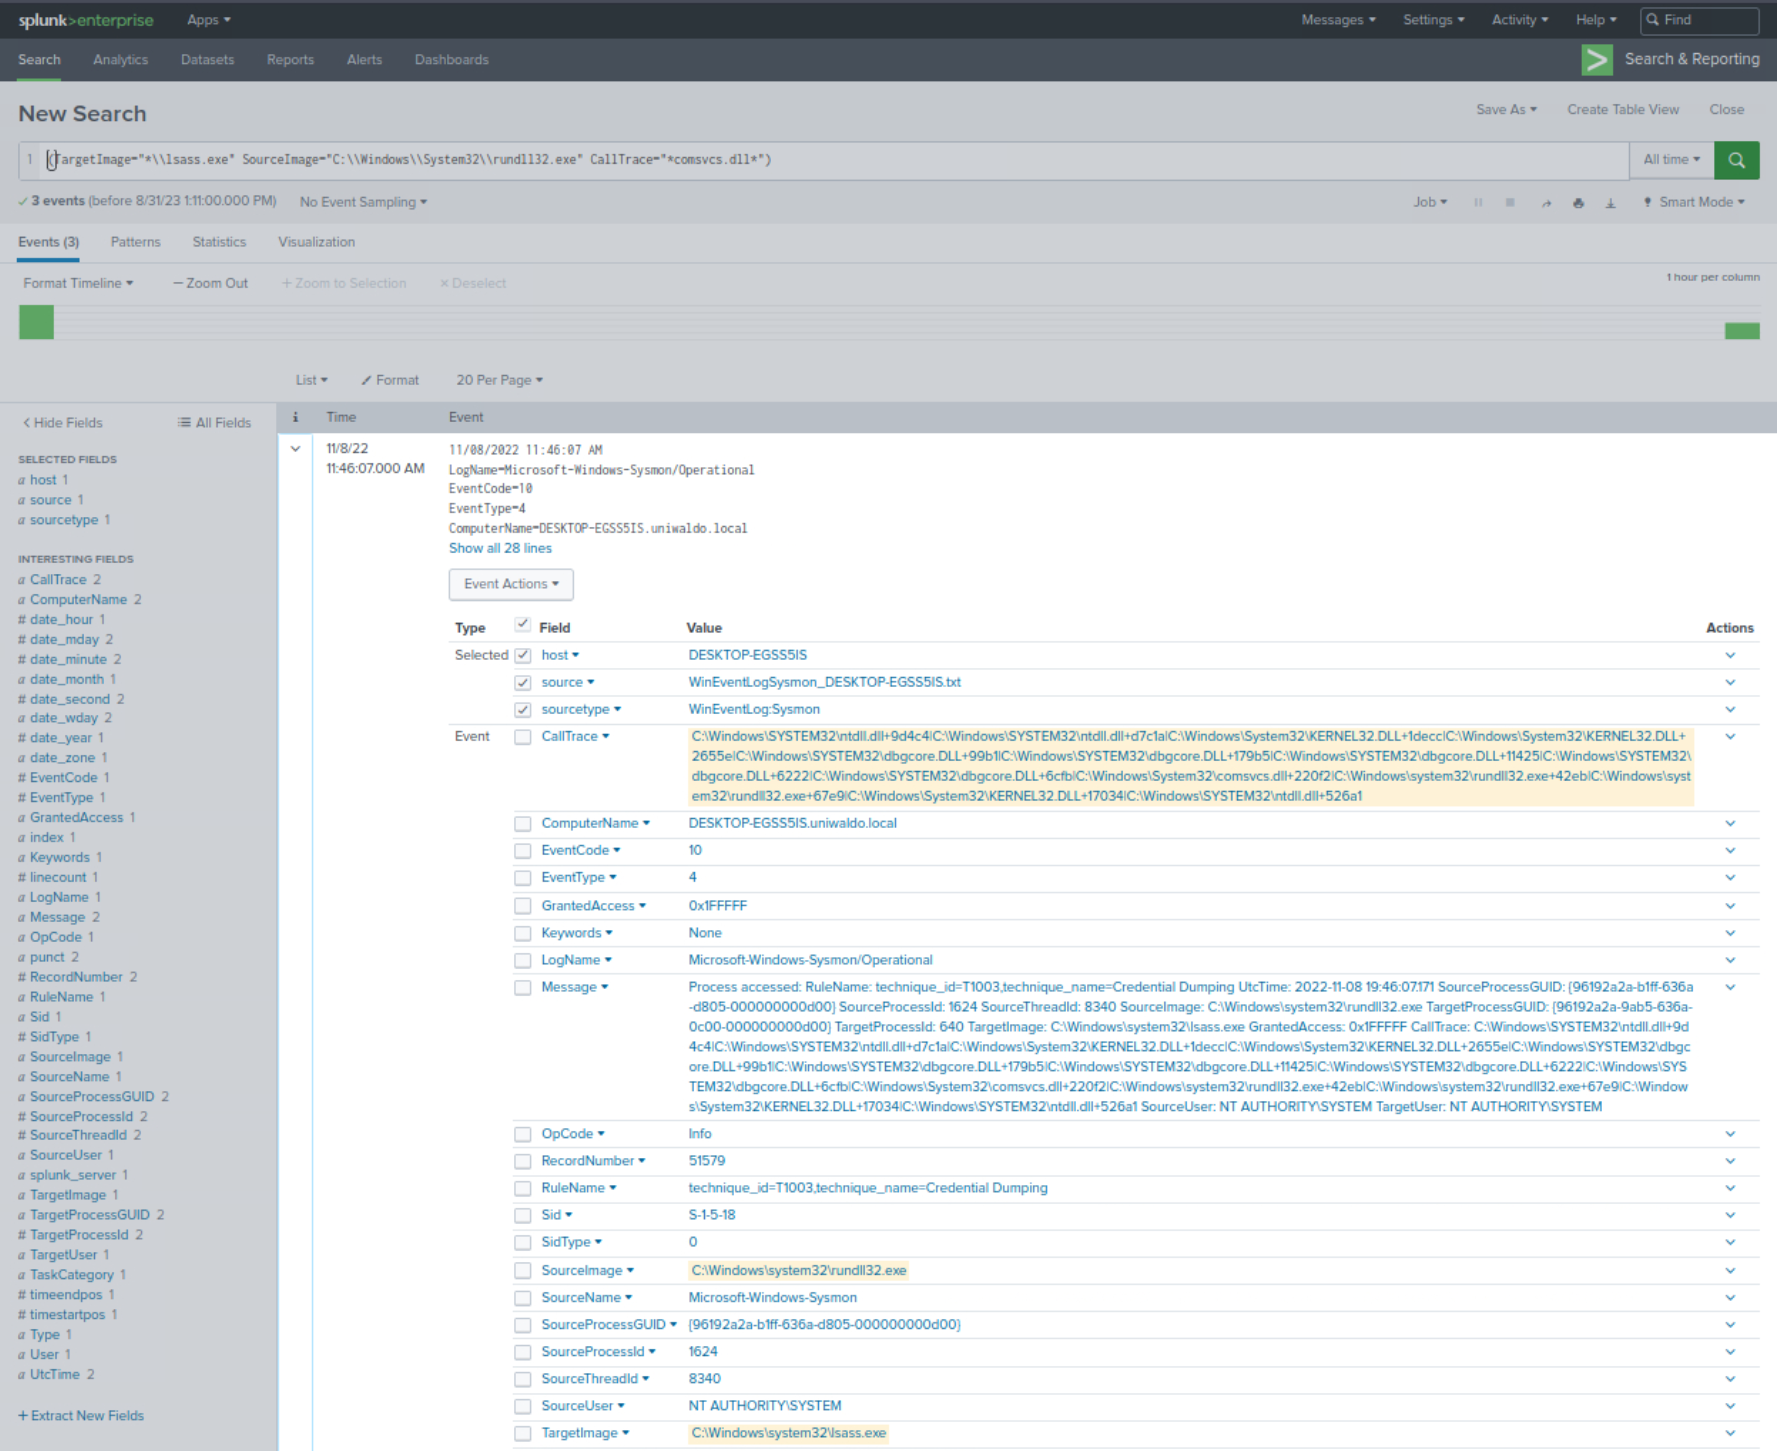 splunk>enterprise Apps Messages Settings Activity Help Find
Search Analytics Datasets Reports Alerts Dashboards Search & Reporting
New Search Save As Create Table View Close
1 (TargetImage="*\\lsass.exe" SourceImage="C:\\Windows\\System32\\rundll32.exe" CallTrace="*comsvcs.dll*") All time
✓ 3 events (before 8/31/23 1:11:00.000 PM) No Event Sampling Job Smart Mode
Events (3) Patterns Statistics Visualization
Format Timeline — Zoom Out + Zoom to Selection × Deselect 1 hour per column
List Format 20 Per Page
< Hide Fields All Fields
SELECTED FIELDS
a host 1
a source 1
a sourcetype 1
INTERESTING FIELDS
a CallTrace 2
a ComputerName 2
# date_hour 1
# date_mday 2
# date_minute 2
a date_month 1
# date_second 2
a date_wday 2
# date_year 1
a date_zone 1
# EventCode 1
# EventType 1
a GrantedAccess 1
a index 1
a Keywords 1
# linecount 1
a LogName 1
a Message 2
a OpCode 1
a punct 2
# RecordNumber 2
a RuleName 1
a Sid 1
# SidType 1
a SourceImage 1
a SourceName 1
a SourceProcessGUID 2
# SourceProcessId 2
# SourceThreadId 2
a SourceUser 1
a splunk_server 1
a TargetImage 1
a TargetProcessGUID 2
# TargetProcessId 2
a TargetUser 1
a TaskCategory 1
# timeendpos 1
# timestartpos 1
a Type 1
a User 1
a UtcTime 2
+ Extract New Fields
i Time Event
11/8/22
11:46:07.000 AM
11/08/2022 11:46:07 AM
LogName=Microsoft-Windows-Sysmon/Operational
EventCode=10
EventType=4
ComputerName=DESKTOP-EGSS5IS.uniwaldo.local
Show all 28 lines
Event Actions
Type Field Value Actions
Selected host DESKTOP-EGSS5IS
source WinEventLogSysmon_DESKTOP-EGSS5IS.txt
sourcetype WinEventLog:Sysmon
Event CallTrace C:\Windows\SYSTEM32\ntdll.dll+9d4c4|C:\Windows\SYSTEM32\ntdll.dll+d7c1a|C:\Windows\System32\KERNEL32.DLL+1decc|C:\Windows\System32\KERNEL32.DLL+
2655e|C:\Windows\SYSTEM32\dbgcore.DLL+99b1|C:\Windows\SYSTEM32\dbgcore.DLL+179b5|C:\Windows\SYSTEM32\dbgcore.DLL+11425|C:\Windows\SYSTEM32\
dbgcore.DLL+6222|C:\Windows\SYSTEM32\dbgcore.DLL+6cfb|C:\Windows\System32\comsvcs.dll+220f2|C:\Windows\system32\rundll32.exe+42eb|C:\Windows\syst
em32\rundll32.exe+67e9|C:\Windows\System32\KERNEL32.DLL+17034|C:\Windows\SYSTEM32\ntdll.dll+526a1
ComputerName DESKTOP-EGSS5IS.uniwaldo.local
EventCode 10
EventType 4
GrantedAccess 0x1FFFFF
Keywords None
LogName Microsoft-Windows-Sysmon/Operational
Message Process accessed: RuleName: technique_id=T1003,technique_name=Credential Dumping UtcTime: 2022-11-08 19:46:07.171 SourceProcessGUID: {96192a2a-b1ff-636a
-d805-000000000d00} SourceProcessId: 1624 SourceThreadId: 8340 SourceImage: C:\Windows\system32\rundll32.exe TargetProcessGUID: {96192a2a-9ab5-636a-
0c00-000000000d00} TargetProcessId: 640 TargetImage: C:\Windows\system32\lsass.exe GrantedAccess: 0x1FFFFF CallTrace: C:\Windows\SYSTEM32\ntdll.dll+9d
4c4|C:\Windows\SYSTEM32\ntdll.dll+d7c1a|C:\Windows\System32\KERNEL32.DLL+1decc|C:\Windows\System32\KERNEL32.DLL+2655e|C:\Windows\SYSTEM32\dbgc
ore.DLL+99b1|C:\Windows\SYSTEM32\dbgcore.DLL+179b5|C:\Windows\SYSTEM32\dbgcore.DLL+11425|C:\Windows\SYSTEM32\dbgcore.DLL+6222|C:\Windows\SYS
TEM32\dbgcore.DLL+6cfb|C:\Windows\System32\comsvcs.dll+220f2|C:\Windows\system32\rundll32.exe+42eb|C:\Windows\system32\rundll32.exe+67e9|C:\Window
s\System32\KERNEL32.DLL+17034|C:\Windows\SYSTEM32\ntdll.dll+526a1 SourceUser: NT AUTHORITY\SYSTEM TargetUser: NT AUTHORITY\SYSTEM
OpCode Info
RecordNumber 51579
RuleName technique_id=T1003,technique_name=Credential Dumping
Sid S-1-5-18
SidType 0
SourceImage C:\Windows\system32\rundll32.exe
SourceName Microsoft-Windows-Sysmon
SourceProcessGUID {96192a2a-b1ff-636a-d805-000000000d00}
SourceProcessId 1624
SourceThreadId 8340
SourceUser NT AUTHORITY\SYSTEM
TargetImage C:\Windows\system32\lsass.exe